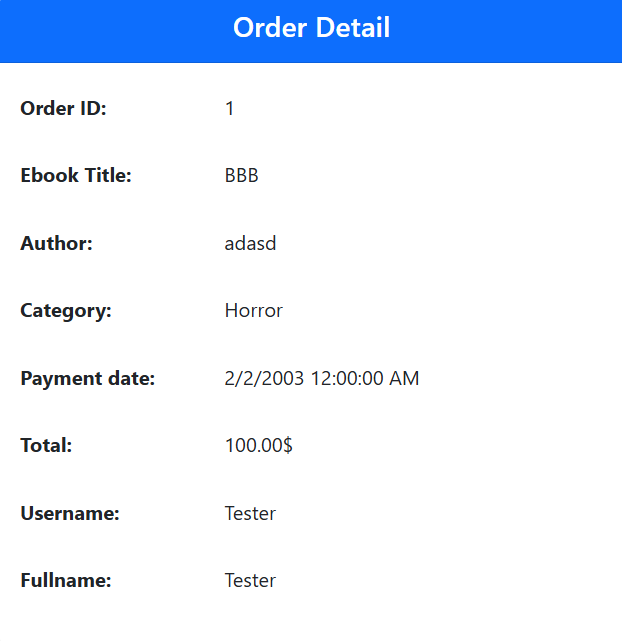 Order Detail
Order ID: 1
Ebook Title: BBB
Author: adasd
Category: Horror
Payment date: 2/2/2003 12:00:00 AM
Total: 100.00$
Username: Tester
Fullname: Tester